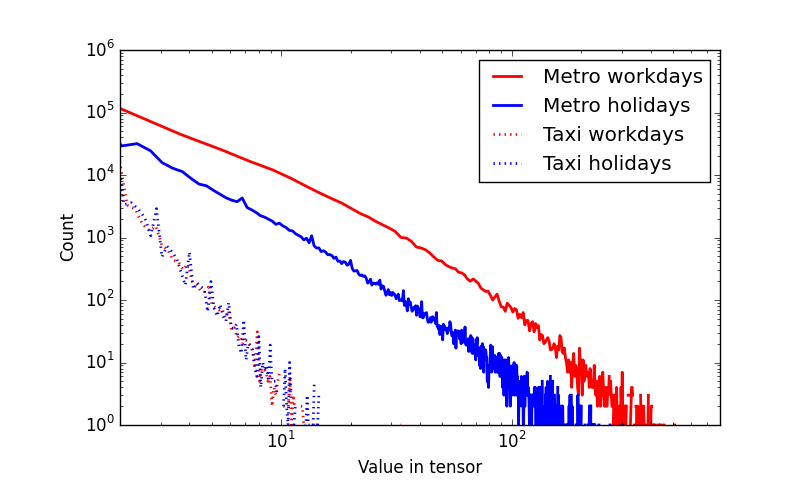 10^6
10^5
10^4
10^3
10^2
10^1
10^0
Count
Metro workdays
Metro holidays
Taxi workdays
Taxi holidays
10^1
10^2
Value in tensor